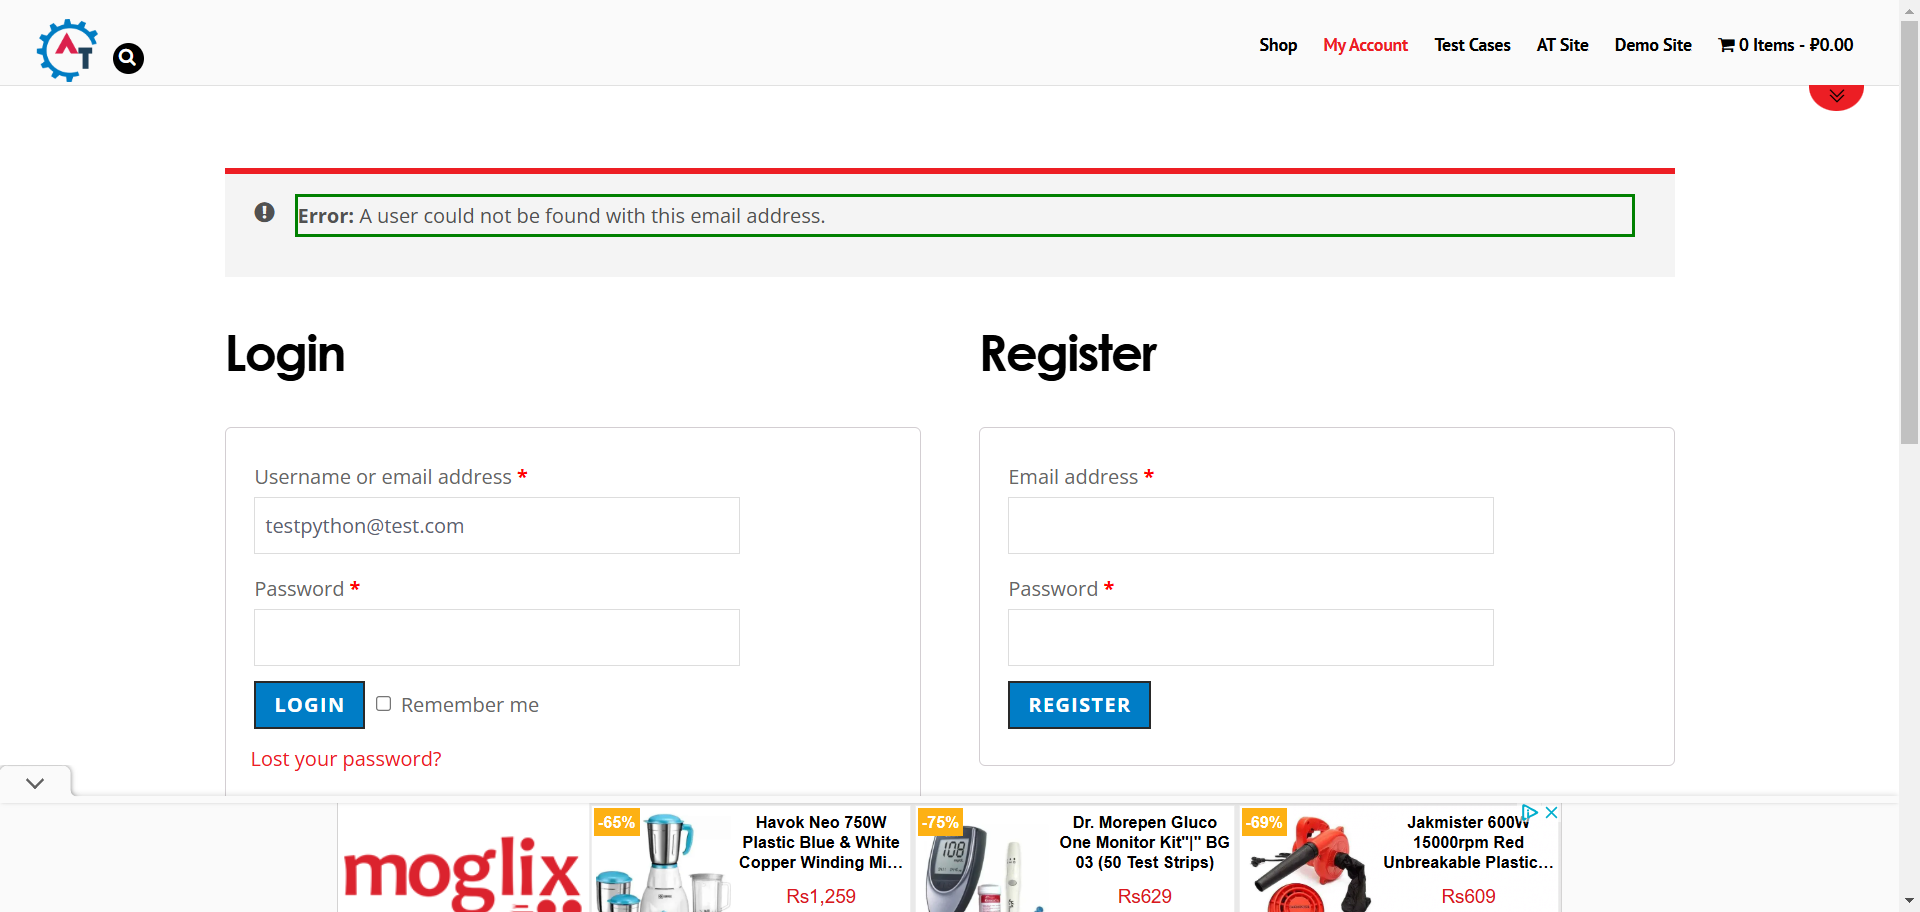 AT
Shop
My Account
Test Cases
AT Site
Demo Site
0 Items - ₽0.00
Error: A user could not be found with this email address.
Login
Register
Username or email address *
testpython@test.com
Password *
LOGIN
Remember me
Lost your password?
Email address *
Password *
REGISTER
moglix
-65%
Havok Neo 750W
Plastic Blue & White
Copper Winding Mi...
Rs1,259
-75%
108
Dr. Morepen Gluco
One Monitor Kit"|" BG
03 (50 Test Strips)
Rs629
-69%
Jakmister 600W
15000rpm Red
Unbreakable Plastic...
Rs609